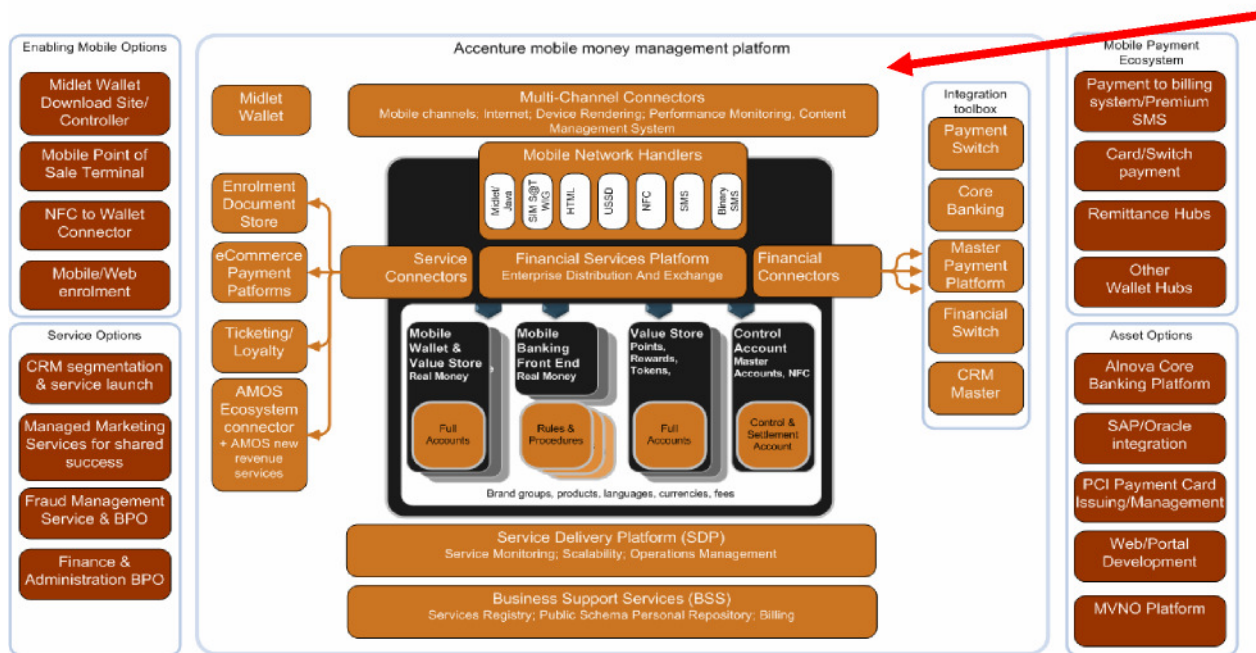 Enabling Mobile Options
Midlet Wallet
Download Site/
Controller
Mobile Point of
Sale Terminal
NFC to Wallet
Connector
Mobile/Web
enrolment
Service Options
CRM segmentation
& service launch
Managed Marketing
Services for shared
success
Fraud Management
Service & BPO
Finance &
Administration BPO
Accenture mobile money management platform
Midlet
Wallet
Enrolment
Document
Store
eCommerce
Payment
Patforms
Ticketing/
Loyalty
AMOS
Ecosystem
connector
+ AMOS new
revenue
services
Multi-Channel Connectors
Mobile channels; Internet; Device Rendering; Performance Monitoring, Content
Management System
Mobile Network Handlers
Midlet/
Java
SIM S@T
WIG
HTML
USSD
NFC
SMS
Binary
SMS
Service
Connectors
Financial Services Platform
Enterprise Distribution And Exchange
Financial
Connectors
Mobile
Wallet &
Value Store
Real Money
Full
Accounts
Mobile
Banking
Front End
Real Money
Rules &
Procedures
Value Store
Points,
Rewards,
Tokens,
Full
Accounts
Control
Account
Master
Accounts, NFC
Control &
Settlement
Account
Brand groups, products, languages, currencies, fees
Service Delivery Platform (SDP)
Service Monitoring; Scalability; Operations Management
Business Support Services (BSS)
Services Registry; Public Schema Personal Repository; Billing
Integration
toolbox
Payment
Switch
Core
Banking
Master
Payment
Platform
Financial
Switch
CRM
Master
Mobile Payment
Ecosystem
Payment to billing
system/Premium
SMS
Card/Switch
payment
Remittance Hubs
Other
Wallet Hubs
Asset Options
Alnova Core
Banking Platform
SAP/Oracle
integration
PCI Payment Card
Issuing/Management
Web/Portal
Development
MVNO Platform